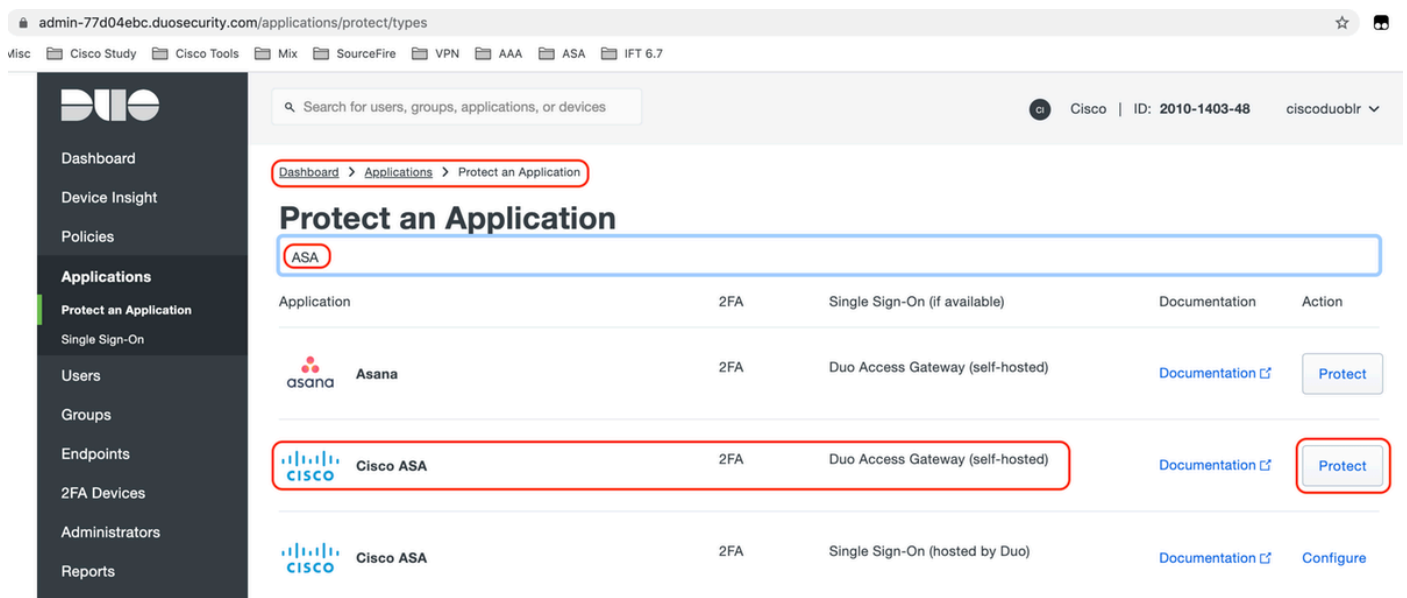 admin-77d04ebc.duosecurity.com/applications/protect/types
Misc Cisco Study Cisco Tools Mix SourceFire VPN AAA ASA IFT 6.7
DUO
Search for users, groups, applications, or devices
CI Cisco | ID: 2010-1403-48 ciscoduoblr
Dashboard
Device Insight
Policies
Applications
Protect an Application
Single Sign-On
Users
Groups
Endpoints
2FA Devices
Administrators
Reports
Dashboard > Applications > Protect an Application
Protect an Application
ASA
Application 2FA Single Sign-On (if available) Documentation Action
asana Asana 2FA Duo Access Gateway (self-hosted) Documentation Protect
CISCO Cisco ASA 2FA Duo Access Gateway (self-hosted) Documentation Protect
CISCO Cisco ASA 2FA Single Sign-On (hosted by Duo) Documentation Configure